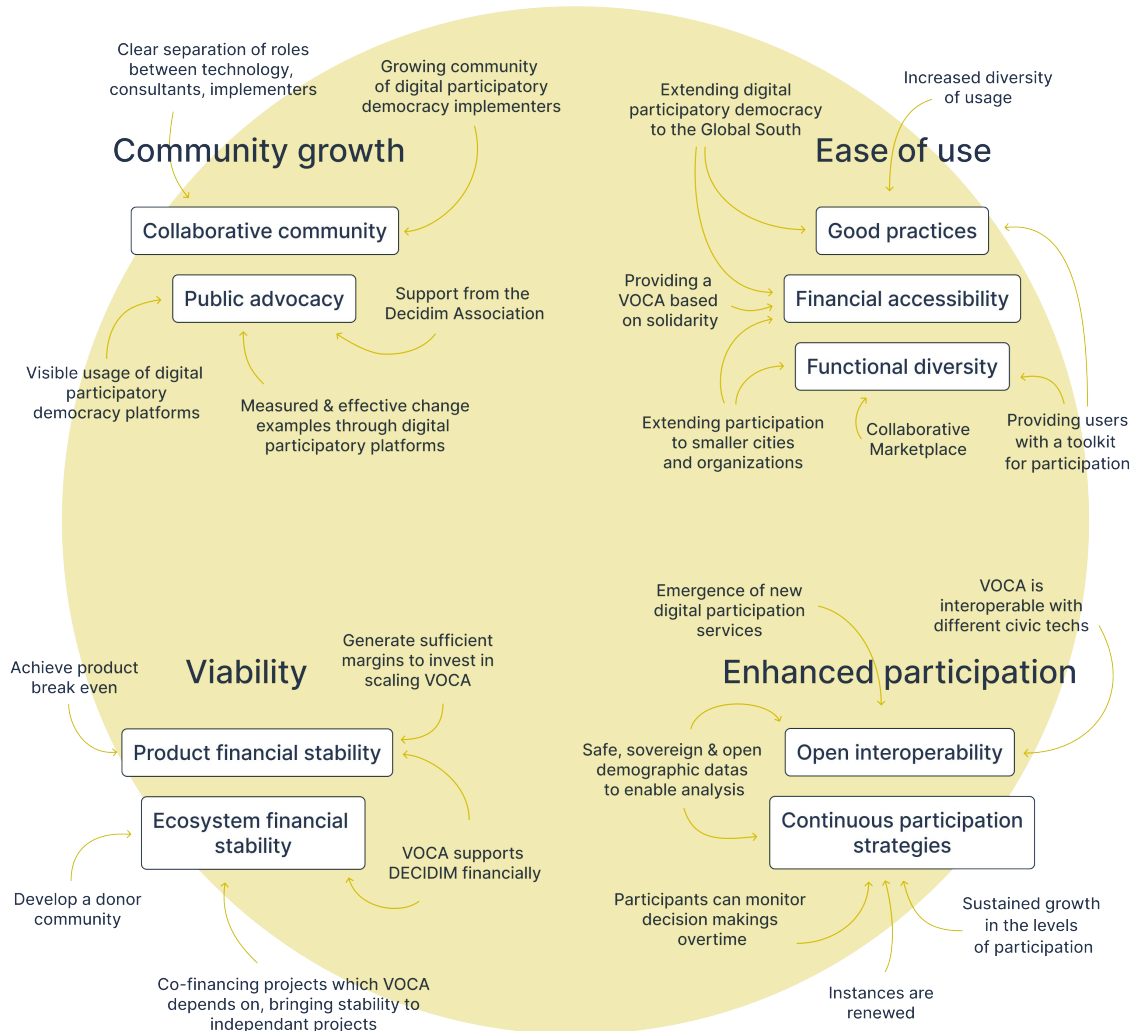 Clear separation of roles
between technology,
consultants, implementers
Growing community
of digital participatory
democracy implementers
Community growth
Collaborative community
Public advocacy
Support from the
Decidim Association
Visible usage of digital
participatory
democracy platforms
Measured & effective change
examples through digital
participatory platforms
Extending digital
participatory democracy
to the Global South
Increased diversity
of usage
Ease of use
Good practices
Providing a
VOCA based
on solidarity
Financial accessibility
Functional diversity
Extending participation
to smaller cities
and organizations
Collaborative
Marketplace
Providing users
with a toolkit
for participation
Achieve product
break even
Viability
Generate sufficient
margins to invest in
scaling VOCA
Product financial stability
Ecosystem financial
stability
VOCA supports
DECIDIM financially
Develop a donor
community
Co-financing projects which VOCA
depends on, bringing stability to
independant projects
Emergence of new
digital participation
services
VOCA is
interoperable with
different civic techs
Enhanced participation
Safe, sovereign & open
demographic datas
to enable analysis
Open interoperability
Continuous participation
strategies
Participants can monitor
decision makings
overtime
Instances are
renewed
Sustained growth
in the levels
of participation